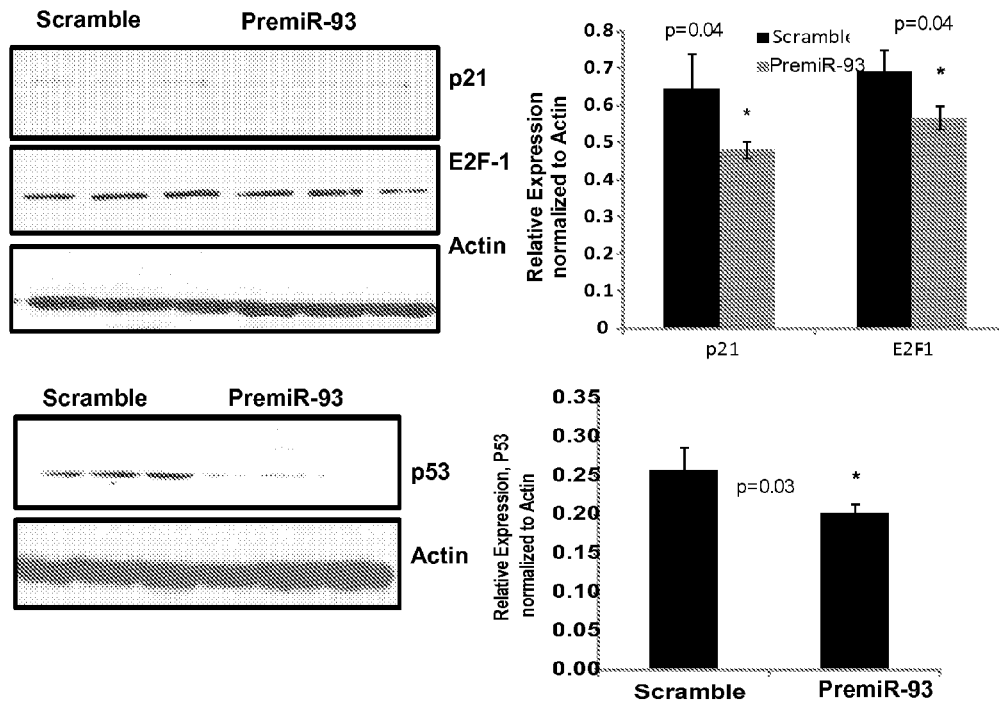 Scramble PremiR-93
p21
E2F-1
Actin
p=0.04 p=0.04
Scramble
PremiR-93
* *
Relative Expression
normalized to Actin
0.8
0.7
0.6
0.5
0.4
0.3
0.2
0.1
0
p21 E2F1
Scramble PremiR-93
p53
Actin
Relative Expression, P53
normalized to Actin
0.35
0.30
0.25
0.20
0.15
0.10
0.05
0.00
p=0.03
*
Scramble PremiR-93